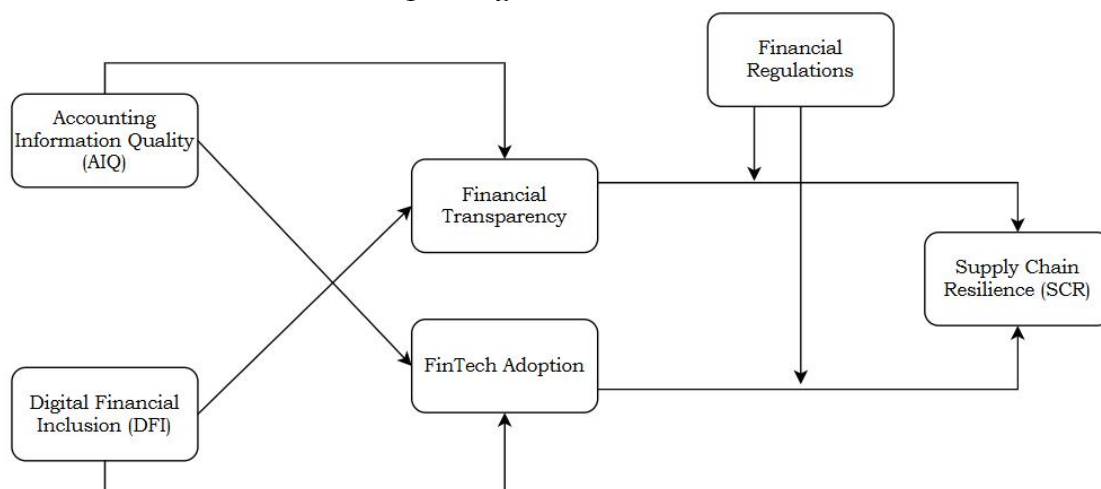 Financial
Regulations
Accounting
Information Quality
(AIQ)
Financial
Transparency
Supply Chain
Resilience (SCR)
FinTech Adoption
Digital Financial
Inclusion (DFI)